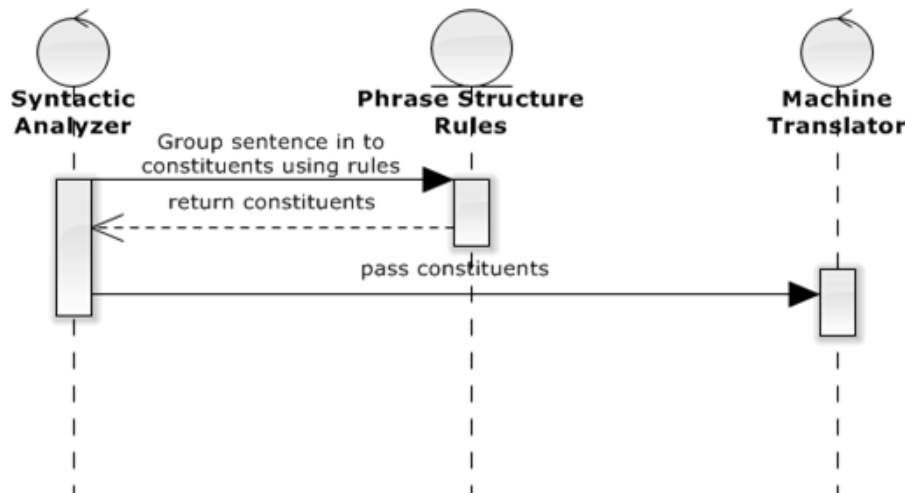 Syntactic
Analyzer
Phrase Structure
Rules
Machine
Translator
Group sentence in to
constituents using rules
return constituents
pass constituents